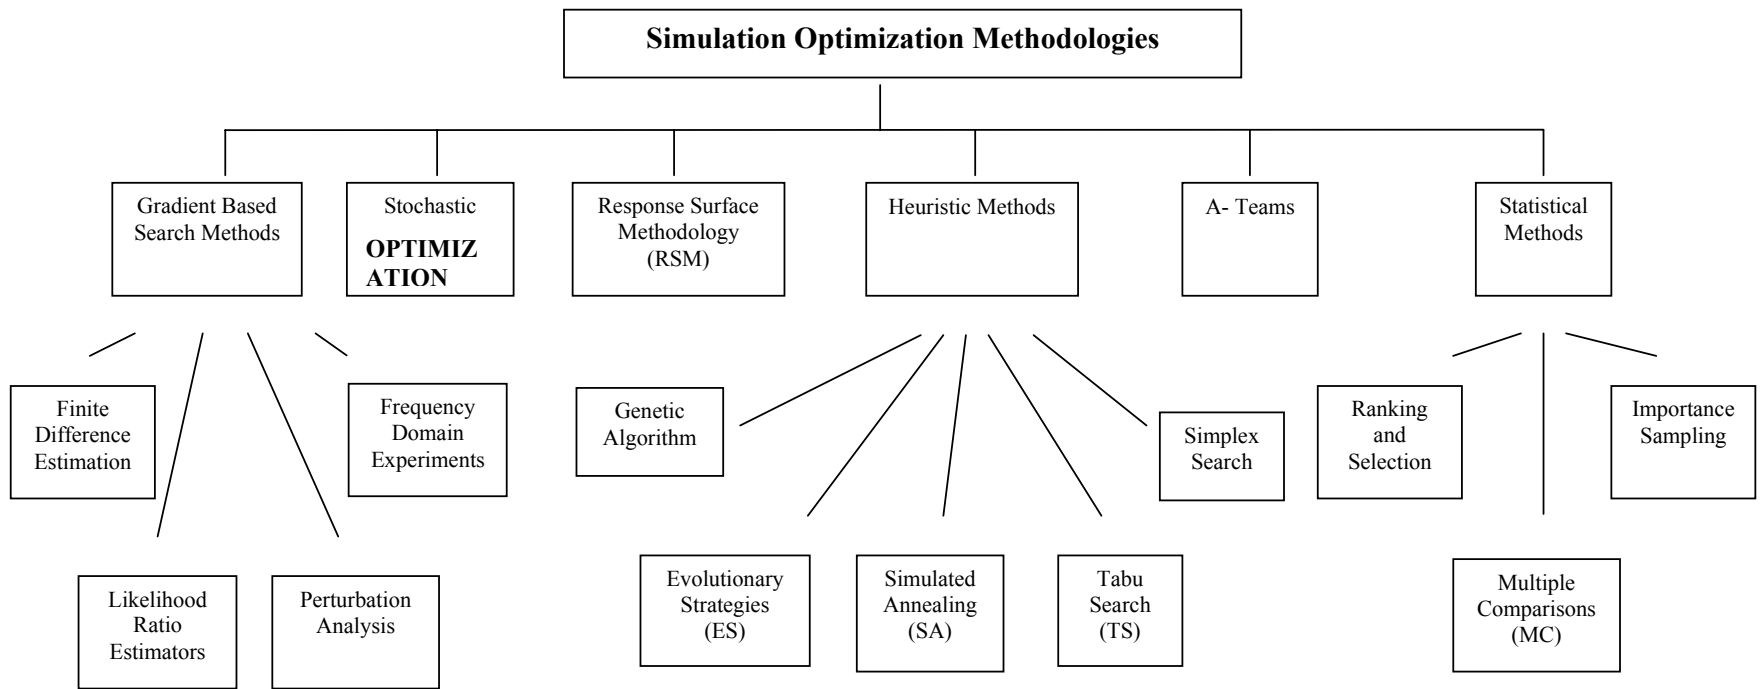 Simulation Optimization Methodologies
Gradient Based
Search Methods
Stochastic
OPTIMIZ
ATION
Response Surface
Methodology
(RSM)
Heuristic Methods
A- Teams
Statistical
Methods
Finite
Difference
Estimation
Frequency
Domain
Experiments
Genetic
Algorithm
Simplex
Search
Ranking
and
Selection
Importance
Sampling
Likelihood
Ratio
Estimators
Perturbation
Analysis
Evolutionary
Strategies
(ES)
Simulated
Annealing
(SA)
Tabu
Search
(TS)
Multiple
Comparisons
(MC)